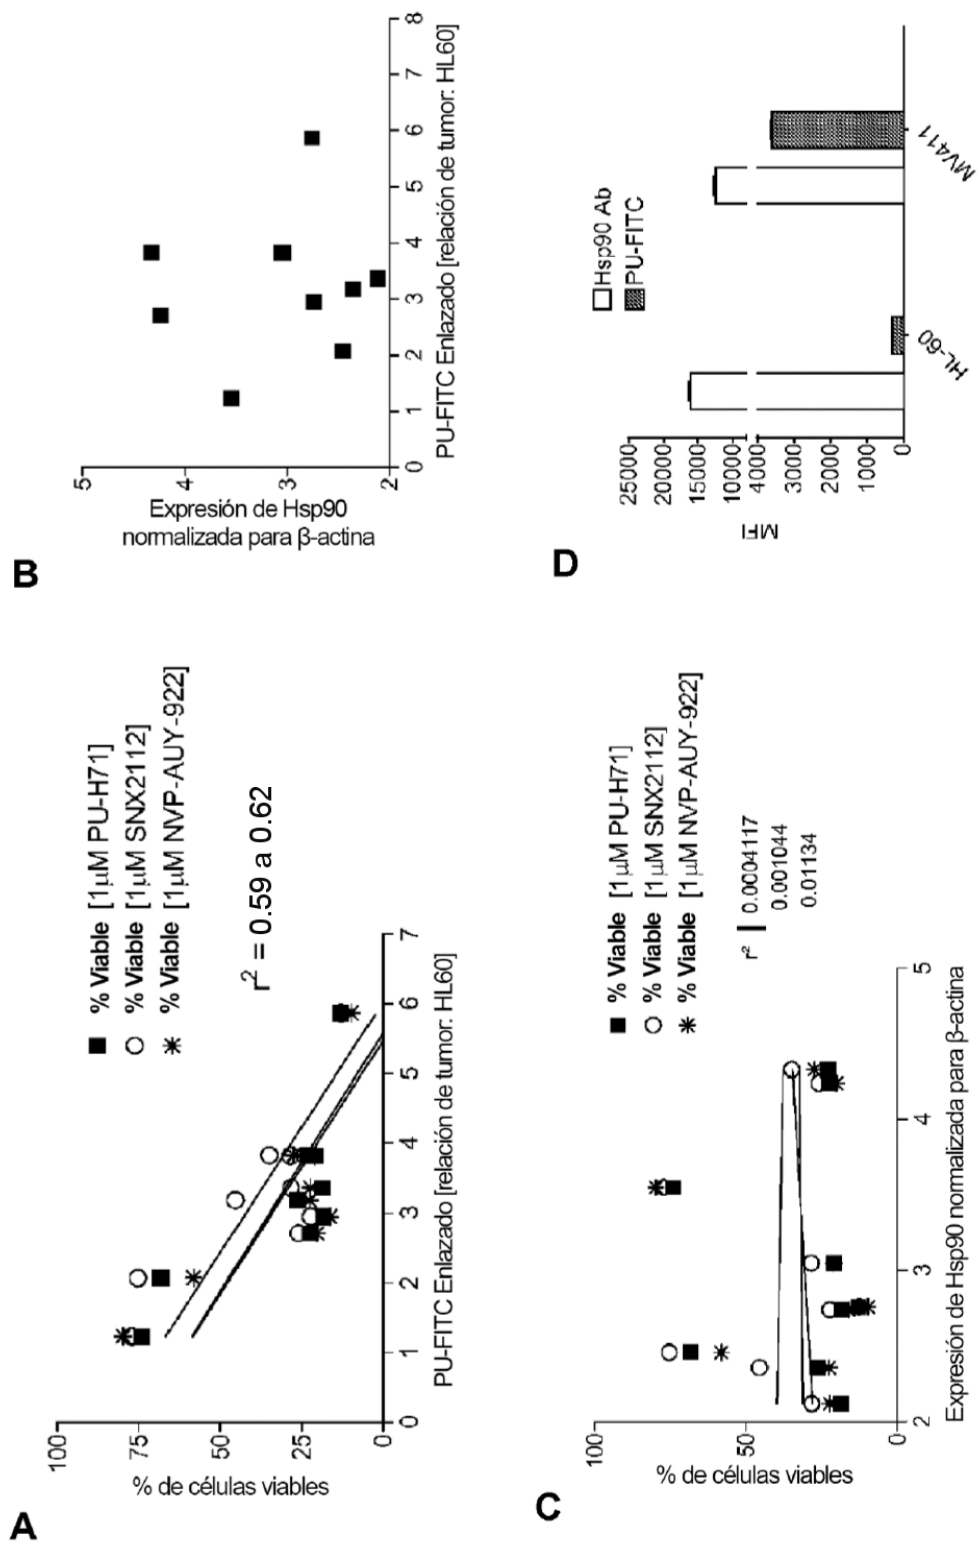 A
100
75
50
25
0
% de células viables
0
1
2
3
4
5
6
7
PU-FITC Enlazado [relación de tumor: HL60]
% Viable [1μM PU-H71]
% Viable [1μM SNX2112]
% Viable [1μM NVP-AUY-922]
r² = 0.59 a 0.62
B
5
4
3
2
Expresión de Hsp90
normalizada para β-actina
0
1
2
3
4
5
6
7
8
PU-FITC Enlazado [relación de tumor: HL60]
C
100
50
0
% de células viables
2
3
4
5
Expresión de Hsp90 normalizada para β-actina
% Viable [1μM PU-H71]
% Viable [1μM SNX2112]
% Viable [1μM NVP-AUY-922]
r² 0.0004117
0.001044
0.01134
D
25000
20000
15000
10000
4000
3000
2000
1000
0
MFI
Hsp90 Ab
PU-FITC
HL-60
MV411